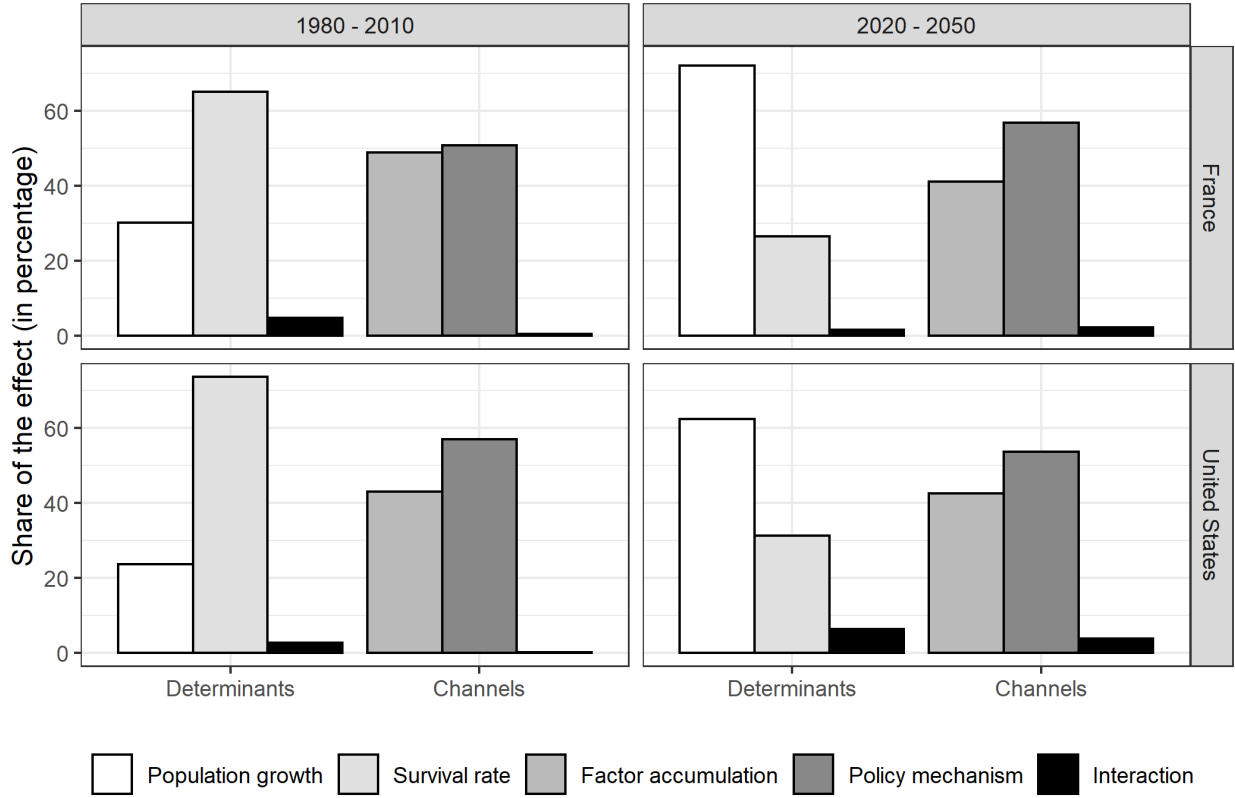 1980 - 2010
2020 - 2050
Share of the effect (in percentage)
60
40
20
0
France
60
40
20
0
United States
Determinants
Channels
Determinants
Channels
Population growth
Survival rate
Factor accumulation
Policy mechanism
Interaction